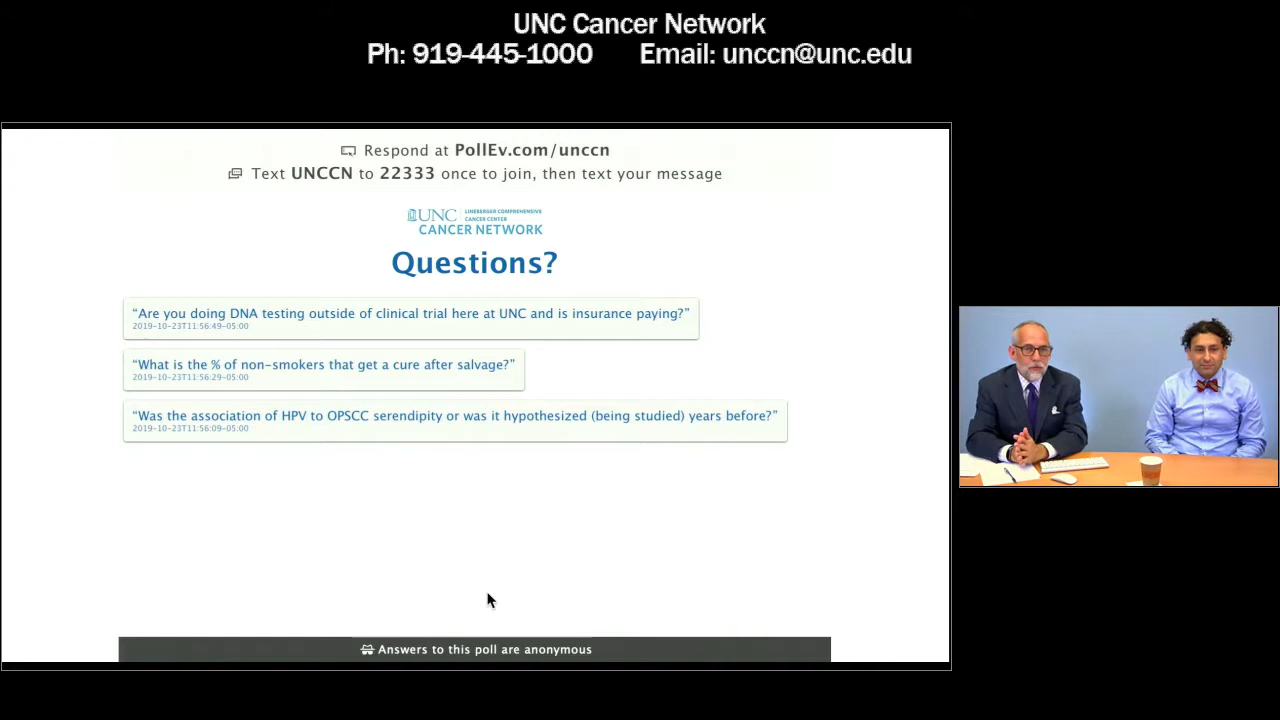 UNC Cancer Network
Ph: 919-445-1000 Email: unccn@unc.edu
Respond at PollEv.com/unccn
Text UNCCN to 22333 once to join, then text your message
UNC LINEBERGER COMPREHENSIVE
CANCER CENTER
CANCER NETWORK
Questions?
“Are you doing DNA testing outside of clinical trial here at UNC and is insurance paying?”
2019-10-23T11:56:49-05:00
“What is the % of non-smokers that get a cure after salvage?”
2019-10-23T11:56:29-05:00
“Was the association of HPV to OPSCC serendipity or was it hypothesized (being studied) years before?”
2019-10-23T11:56:09-05:00
Answers to this poll are anonymous